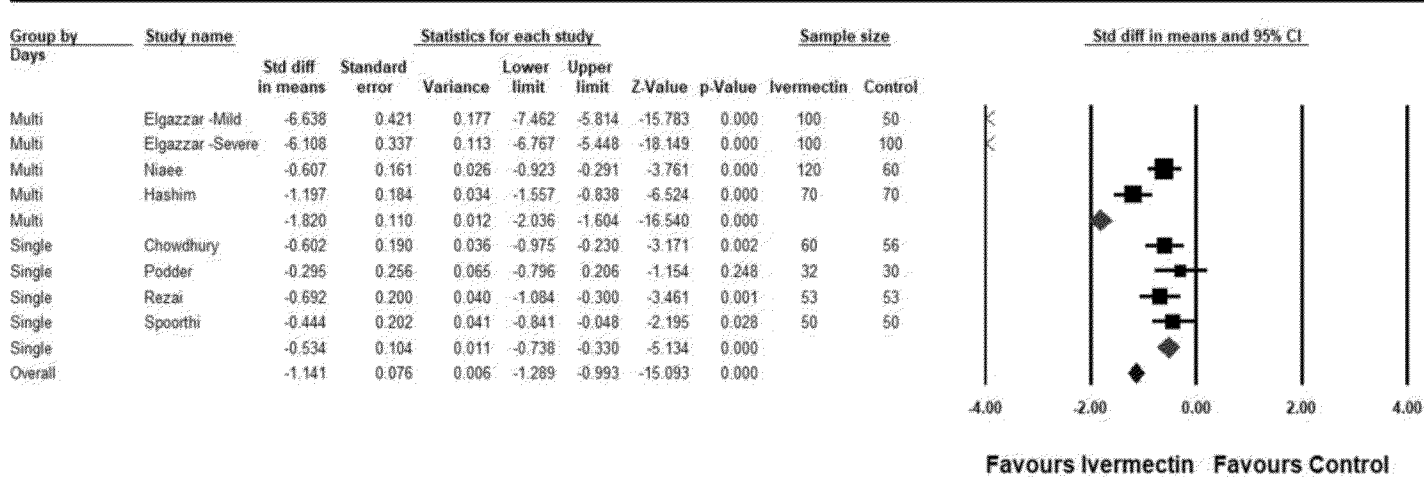 Group by Study name Statistics for each study Sample size Std diff in means and 95% CI
Days
Std diff Standard Lower Upper
in means error Variance limit limit Z-Value p-Value Ivermectin Control
Multi Elgazzar -Mild -6.638 0.421 0.177 -7.462 -5.814 -15.783 0.000 100 50
Multi Elgazzar -Severe -6.108 0.337 0.113 -6.767 -5.448 -18.149 0.000 100 100
Multi Niaee -0.607 0.161 0.026 -0.923 -0.291 -3.761 0.000 120 60
Multi Hashim -1.197 0.184 0.034 -1.557 -0.838 -6.524 0.000 70 70
Multi -1.820 0.110 0.012 -2.036 -1.604 -16.540 0.000
Single Chowdhury -0.602 0.190 0.036 -0.975 -0.230 -3.171 0.002 60 56
Single Podder -0.295 0.256 0.065 -0.796 0.206 -1.154 0.248 32 30
Single Rezai -0.692 0.200 0.040 -1.084 -0.300 -3.461 0.001 53 53
Single Spoorthi -0.444 0.202 0.041 -0.841 -0.048 -2.195 0.028 50 50
Single -0.534 0.104 0.011 -0.738 -0.330 -5.134 0.000
Overall -1.141 0.076 0.006 -1.289 -0.993 -15.093 0.000
-4.00 -2.00 0.00 2.00 4.00
Favours Ivermectin Favours Control